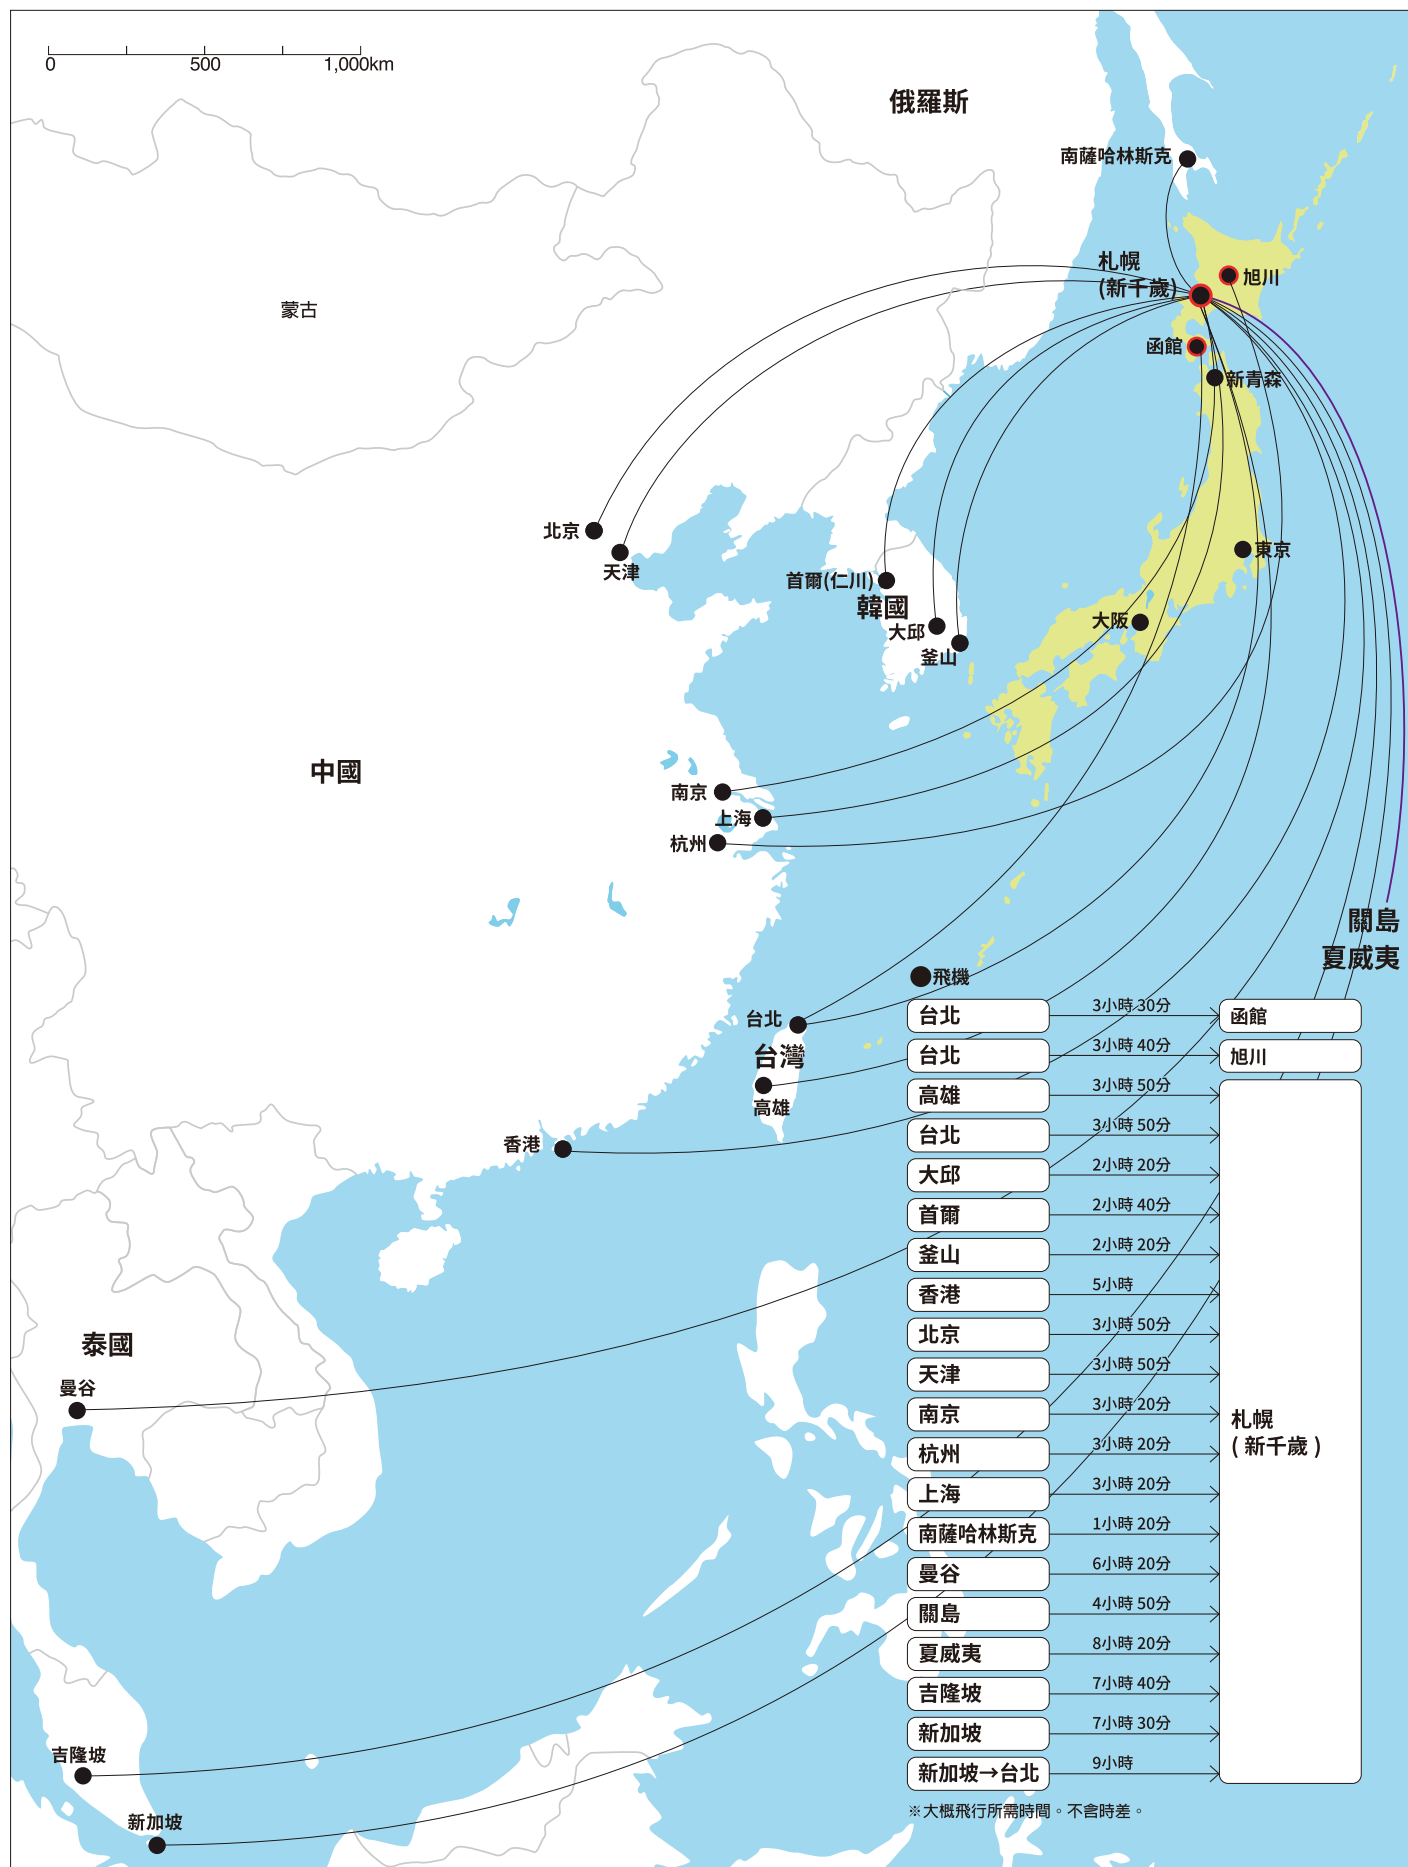 0 500 1,000km
俄羅斯
南薩哈林斯克
札幌
(新千歲)
旭川
蒙古
函館
新青森
北京
天津
東京
首爾(仁川)
韓國
大邱
大阪
釜山
中國
南京
上海
杭州
關島
夏威夷
飛機
台北
台灣
高雄
香港
泰國
曼谷
吉隆坡
新加坡
台北 3小時 30分 函館
台北 3小時 40分 旭川
高雄 3小時 50分
台北 3小時 50分
大邱 2小時 20分
首爾 2小時 40分
釜山 2小時 20分
香港 5小時
北京 3小時 50分
天津 3小時 50分
南京 3小時 20分
札幌
( 新千歲 )
杭州 3小時 20分
上海 3小時 20分
南薩哈林斯克 1小時 20分
曼谷 6小時 20分
關島 4小時 50分
夏威夷 8小時 20分
吉隆坡 7小時 40分
新加坡 7小時 30分
新加坡→台北 9小時
※大概飛行所需時間。不含時差。